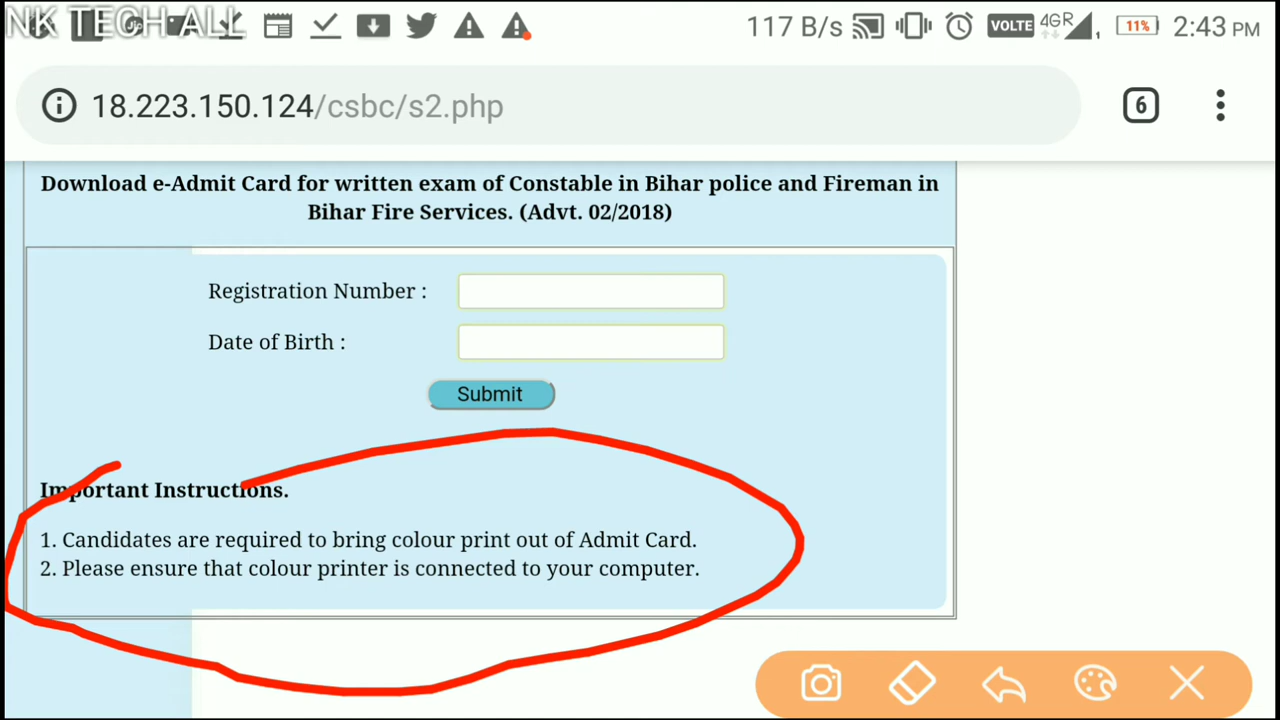 NK TECH ALL
117 B/s VOLTE 4GR 1 11% 2:43 PM
18.223.150.124/csbc/s2.php 6
Download e-Admit Card for written exam of Constable in Bihar police and Fireman in
Bihar Fire Services. (Advt. 02/2018)
Registration Number :
Date of Birth :
Submit
Important Instructions.
1. Candidates are required to bring colour print out of Admit Card.
2. Please ensure that colour printer is connected to your computer.